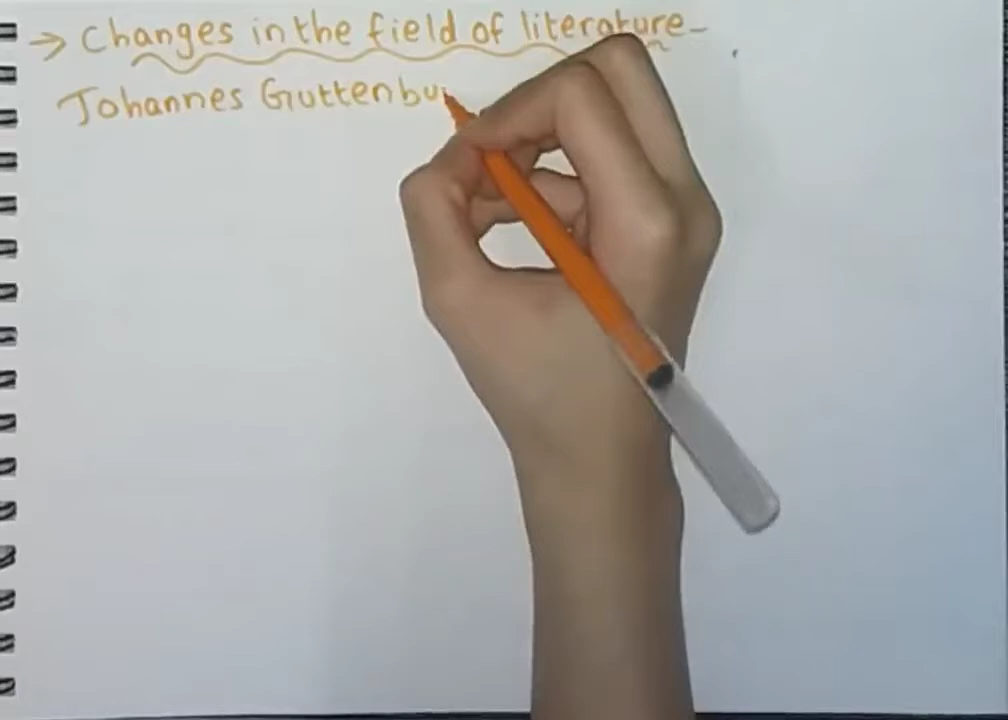 → Changes in the field of literature-
Johannes Guttenbu